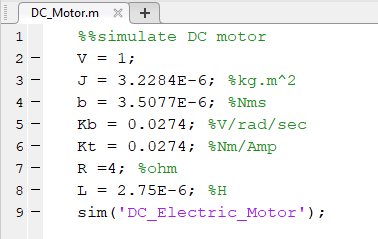 DC_Motor.m
1 %%simulate DC motor
2 V = 1;
3 J = 3.2284E-6; %kg.m^2
4 b = 3.5077E-6; %Nms
5 Kb = 0.0274; %V/rad/sec
6 Kt = 0.0274; %Nm/Amp
7 R =4; %ohm
8 L = 2.75E-6; %H
9 sim('DC_Electric_Motor');